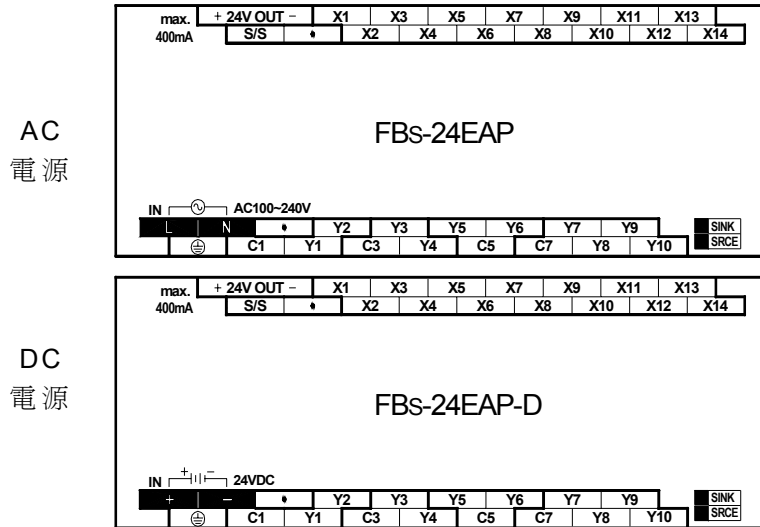 max. + 24V OUT − X1 X3 X5 X7 X9 X11 X13
400mA S/S • X2 X4 X6 X8 X10 X12 X14
AC
電源
FBS-24EAP
IN AC100~240V
L N • Y2 Y3 Y5 Y6 Y7 Y9 SINK
C1 Y1 C3 Y4 C5 C7 Y8 Y10 SRCE
max. + 24V OUT − X1 X3 X5 X7 X9 X11 X13
400mA S/S • X2 X4 X6 X8 X10 X12 X14
DC
電源
FBS-24EAP-D
IN + − 24VDC
+ − • Y2 Y3 Y5 Y6 Y7 Y9 SINK
C1 Y1 C3 Y4 C5 C7 Y8 Y10 SRCE